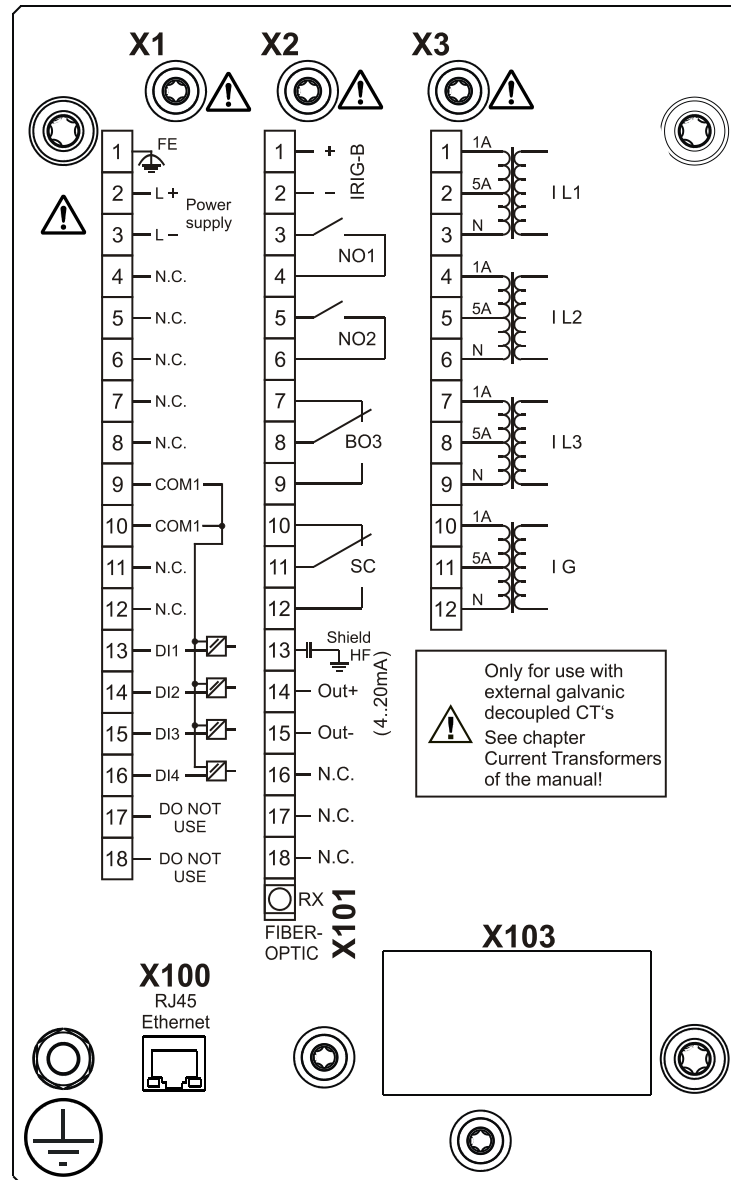 X1
X2
X3
1
FE
2
L+
3
L−
Power
supply
4
N.C.
5
N.C.
6
N.C.
7
N.C.
8
N.C.
9
COM1
10
COM1
11
N.C.
12
N.C.
13
DI1
14
DI2
15
DI3
16
DI4
17
DO NOT
USE
18
DO NOT
USE
1
+
2
−
IRIG-B
3
4
NO1
5
6
NO2
7
8
9
BO3
10
11
12
SC
13
Shield
HF
14
Out+
15
Out-
(4..20mA)
16
N.C.
17
N.C.
18
N.C.
RX
FIBER-
OPTIC
X101
1
1A
2
5A
3
N
I L1
4
1A
5
5A
6
N
I L2
7
1A
8
5A
9
N
I L3
10
1A
11
5A
12
N
I G
Only for use with
external galvanic
decoupled CT‘s
See chapter
Current Transformers
of the manual!
X100
RJ45
Ethernet
X103